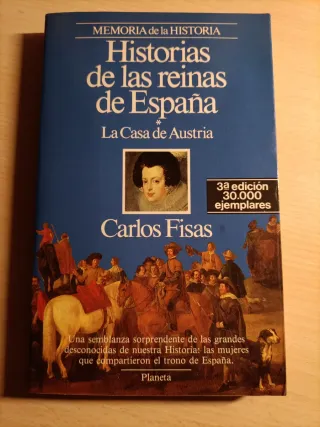 MEMORIA de la HISTORIA
Historias
de las reinas
de España
*
La Casa de Austria
3ª edición
30.000
ejemplares
Carlos Fisas
Una semblanza sorprendente de las grandes
desconocidas de nuestra Historia: las mujeres
que compartieron el trono de España.
Planeta